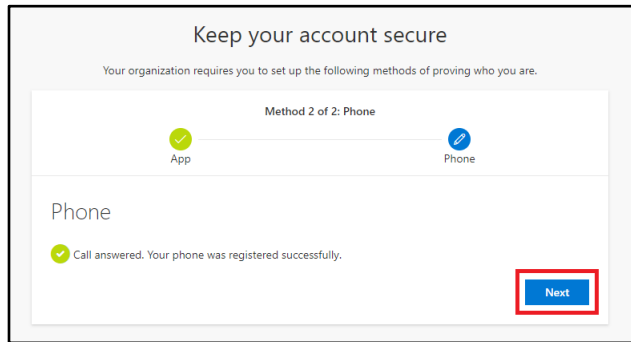 Keep your account secure
Your organization requires you to set up the following methods of proving who you are.
Method 2 of 2: Phone
App
Phone
Phone
Call answered. Your phone was registered successfully.
Next